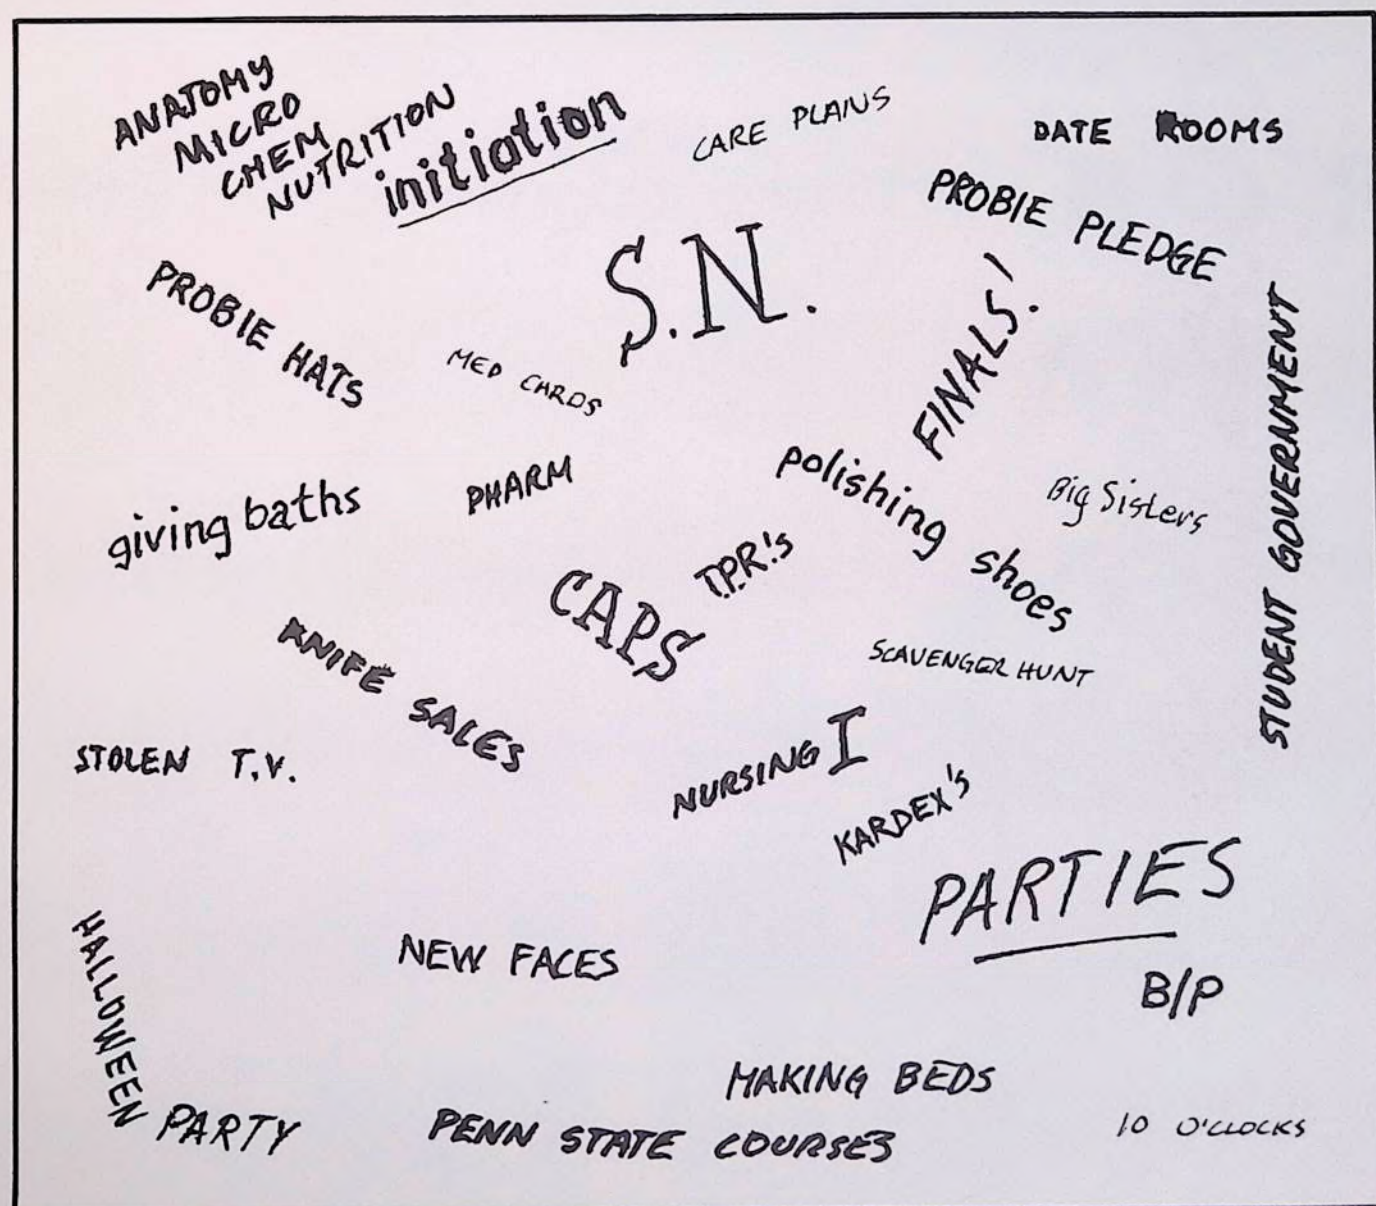 ANATOMY
MICRO
CHEM
NUTRITION
initiation
CARE PLANS
DATE ROOMS
PROBIE PLEDGE
S.N.
PROBIE HATS
MED CARDS
FINALS!
STUDENT GOVERNMENT
giving baths
PHARM
polishing shoes
Big Sisters
T.P.R.'s
CAPS
KNIFE SALES
SCAVENGER HUNT
STOLEN T.V.
NURSING I
KARDEX's
PARTIES
HALLOWEEN PARTY
NEW FACES
B/P
MAKING BEDS
PENN STATE COURSES
10 O'CLOCKS